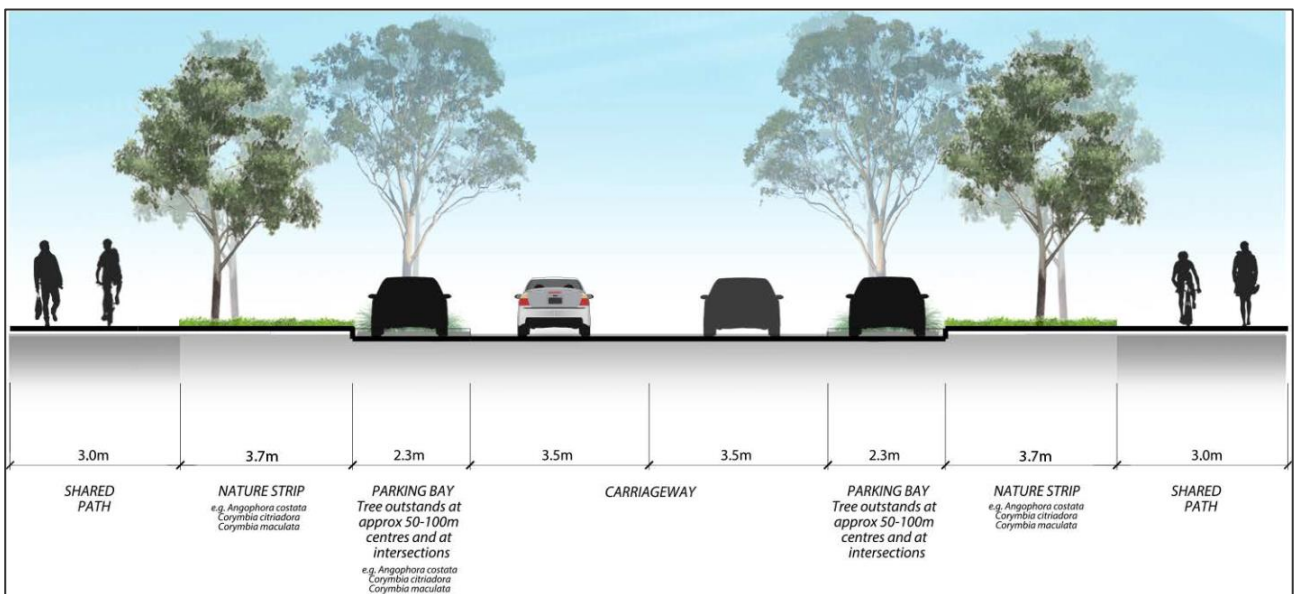 3.0m
3.7m
2.3m
3.5m
3.5m
2.3m
3.7m
3.0m
SHARED
PATH
NATURE STRIP
e.g. Angophora costata
Corymbia citriadora
Corymbia maculata
PARKING BAY
Tree outstands at
approx 50-100m
centres and at
intersections
e.g. Angophora costata
Corymbia citriadora
Corymbia maculata
CARRIAGEWAY
PARKING BAY
Tree outstands at
approx 50-100m
centres and at
intersections
NATURE STRIP
e.g. Angophora costata
Corymbia citriadora
Corymbia maculata
SHARED
PATH